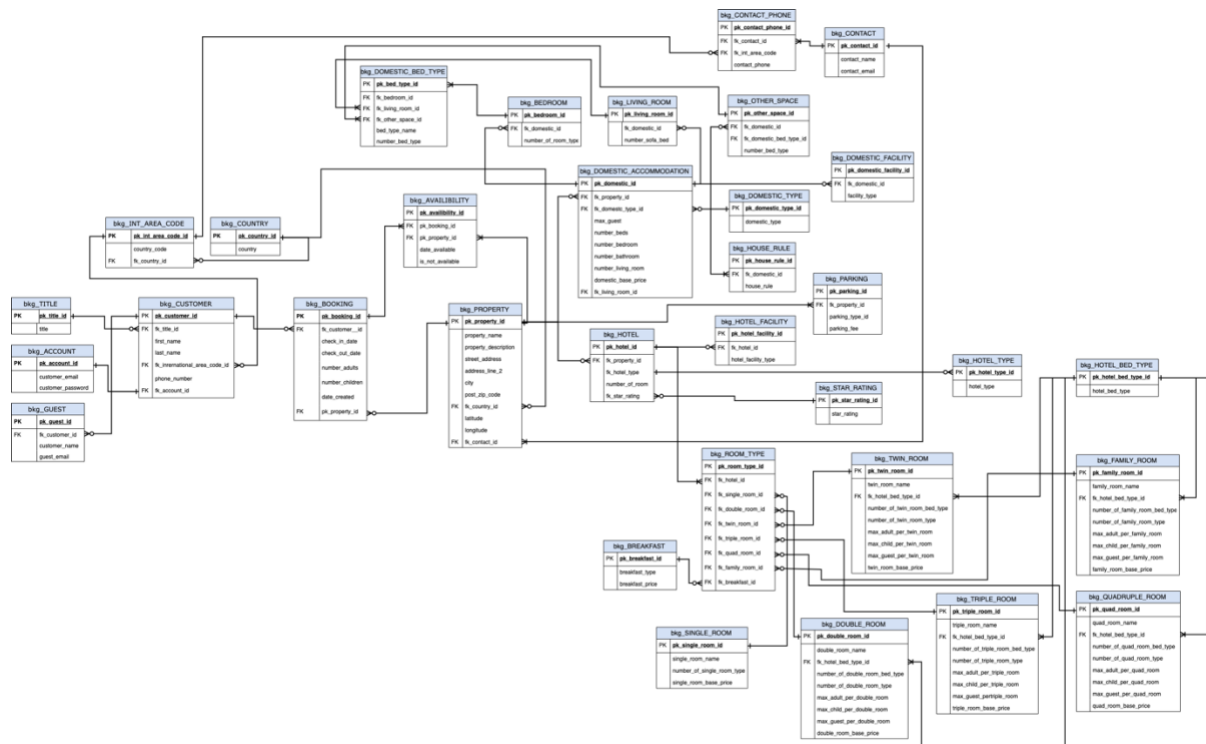 bkg_CONTACT_PHONE
PK pk_contact_phone_id
FK fk_contact_id
FK fk_int_area_code
contact_phone
bkg_CONTACT
PK pk_contact_id
contact_name
contact_email
bkg_DOMESTIC_BED_TYPE
PK pk_bed_type_id
FK fk_bedroom_id
FK fk_living_room_id
FK fk_other_space_id
bed_type_name
number_bed_type
bkg_BEDROOM
PK pk_bedroom_id
FK fk_domestic_id
number_of_room_type
bkg_LIVING_ROOM
PK pk_living_room_id
fk_domestic_id
number_sofa_bed
bkg_OTHER_SPACE
PK pk_other_space_id
FK fk_domestic_id
FK fk_domestic_bed_type_id
number_bed_type
bkg_DOMESTIC_FACILITY
PK pk_domestic_facility_id
FK fk_domestic_id
facility_type
bkg_DOMESTIC_ACCOMMODATION
PK pk_domestic_id
FK fk_property_id
FK fk_domestic_type_id
max_guest
number_beds
number_bedroom
number_bathroom
number_living_room
domestic_base_price
FK fk_living_room_id
bkg_DOMESTIC_TYPE
PK pk_domestic_type_id
domestic_type
bkg_HOUSE_RULE
PK pk_house_rule_id
FK fk_domestic_id
house_rule
bkg_AVAILIBILITY
PK pk_availibility_id
FK pk_booking_id
FK pk_property_id
date_available
is_not_available
bkg_INT_AREA_CODE
PK pk_int_area_code_id
country_code
FK fk_country_id
bkg_COUNTRY
PK pk_country_id
country
bkg_PARKING
PK pk_parking_id
FK fk_property_id
parking_type_id
parking_fee
bkg_TITLE
PK pk_title_id
title
bkg_CUSTOMER
PK pk_customer_id
FK fk_title_id
first_name
last_name
FK fk_international_area_code_id
phone_number
FK fk_account_id
bkg_BOOKING
PK pk_booking_id
FK fk_customer__id
check_in_date
check_out_date
number_adults
number_children
date_created
FK pk_property_id
bkg_PROPERTY
PK pk_property_id
property_name
property_description
street_address
address_line_2
city
post_zip_code
FK fk_country_id
latitude
longitude
FK fk_contact_id
bkg_HOTEL
PK pk_hotel_id
FK fk_property_id
FK fk_hotel_type
number_of_room
FK fk_star_rating
bkg_HOTEL_FACILITY
PK pk_hotel_facility_id
FK fk_hotel_id
hotel_facility_type
bkg_HOTEL_TYPE
PK pk_hotel_type_id
hotel_type
bkg_HOTEL_BED_TYPE
PK pk_hotel_bed_type_id
hotel_bed_type
bkg_ACCOUNT
PK pk_account_id
customer_email
customer_password
bkg_STAR_RATING
PK pk_star_rating_id
star_rating
bkg_GUEST
PK pk_guest_id
FK fk_customer_id
customer_name
guest_email
bkg_ROOM_TYPE
PK pk_room_type_id
FK fk_hotel_id
FK fk_single_room_id
FK fk_double_room_id
FK fk_twin_room_id
FK fk_triple_room_id
FK fk_quad_room_id
FK fk_family_room_id
FK fk_breakfast_id
bkg_TWIN_ROOM
PK pk_twin_room_id
twin_room_name
FK fk_hotel_bed_type_id
number_of_twin_room_bed_type
number_of_twin_room_type
max_adult_per_twin_room
max_child_per_twin_room
max_guest_per_twin_room
twin_room_base_price
bkg_FAMILY_ROOM
PK pk_family_room_id
family_room_name
FK fk_hotel_bed_type_id
number_of_family_room_bed_type
number_of_family_room_type
max_adult_per_family_room
max_child_per_family_room
max_guest_per_family_room
family_room_base_price
bkg_BREAKFAST
PK pk_breakfast_id
breakfast_type
breakfast_price
bkg_TRIPLE_ROOM
PK pk_triple_room_id
triple_room_name
FK fk_hotel_bed_type_id
number_of_triple_room_bed_type
number_of_triple_room_type
max_adult_per_triple_room
max_child_per_triple_room
max_guest_pertriple_room
triple_room_base_price
bkg_QUADRUPLE_ROOM
PK pk_quad_room_id
quad_room_name
FK fk_hotel_bed_type_id
number_of_quad_room_bed_type
number_of_quad_room_type
max_adult_per_quad_room
max_child_per_quad_room
max_guest_per_quad_room
quad_room_base_price
bkg_SINGLE_ROOM
PK pk_single_room_id
single_room_name
number_of_single_room_type
single_room_base_price
bkg_DOUBLE_ROOM
PK pk_double_room_id
double_room_name
FK fk_hotel_bed_type_id
number_of_double_room_bed_type
number_of_double_room_type
max_adult_per_double_room
max_child_per_double_room
max_guest_per_double_room
double_room_base_price